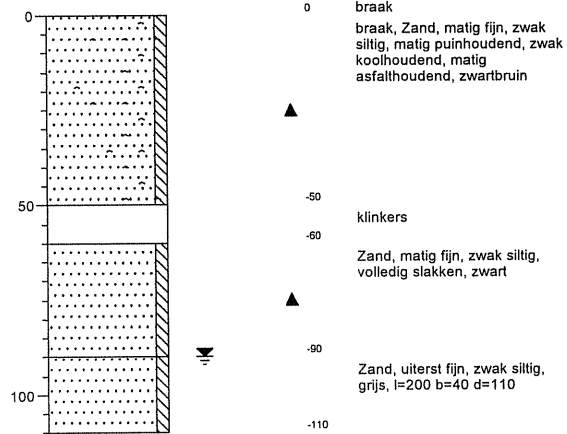 0
0
braak
braak, Zand, matig fijn, zwak
siltig, matig puinhoudend, zwak
koolhoudend, matig
asfalthoudend, zwartbruin
50
-50
klinkers
-60
Zand, matig fijn, zwak siltig,
volledig slakken, zwart
-90
Zand, uiterst fijn, zwak siltig,
grijs, l=200 b=40 d=110
100
-110